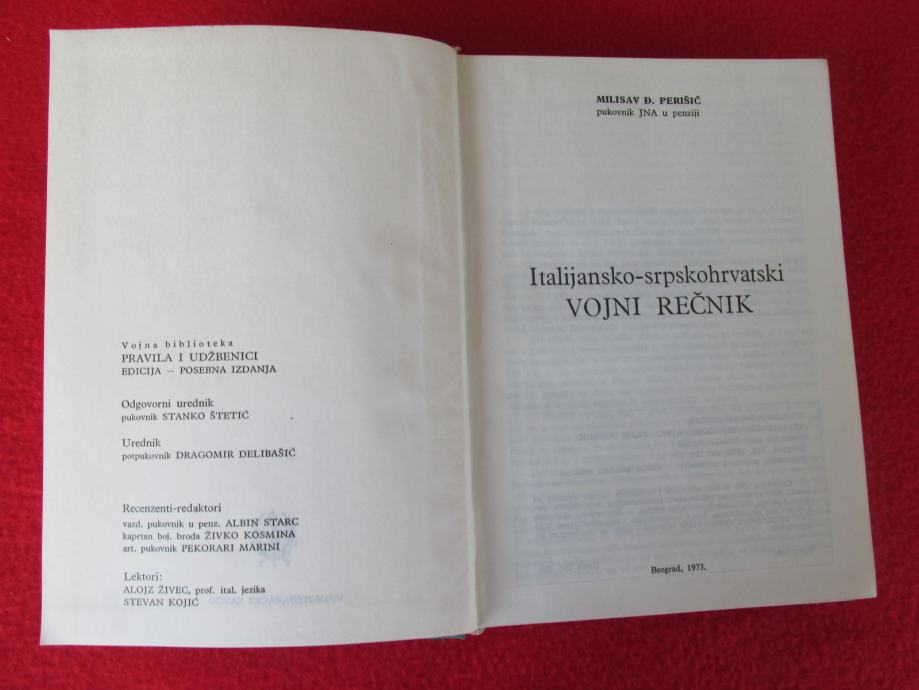 Vojna biblioteka
PRAVILA I UDŽBENICI
EDICIJA — POSEBNA IZDANJA
Odgovorni urednik
pukovnik STANKO ŠTETIĆ
Urednik
potpukovnik DRAGOMIR DELIBAŠIĆ
Recenzenti-redaktori
vazd. pukovnik u penz. ALBIN STARC
kapetan boj. broda ŽIVKO KOSMINA
art. pukovnik PEKORARI MARINI
Lektori:
ALOJZ ŽIVEC, prof. ital. jezika
STEVAN KOJIĆ
MILISAV Đ. PERIŠIĆ
pukovnik JNA u penziji
Italijansko-srpskohrvatski
VOJNI REČNIK
Beograd, 1973.